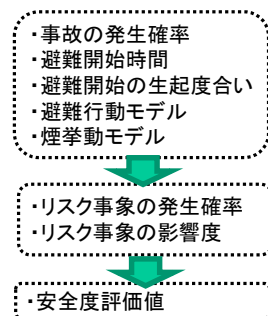 ・事故の発生確率
・避難開始時間
・避難開始の生起度合い
・避難行動モデル
・煙挙動モデル
・リスク事象の発生確率
・リスク事象の影響度
・安全度評価値